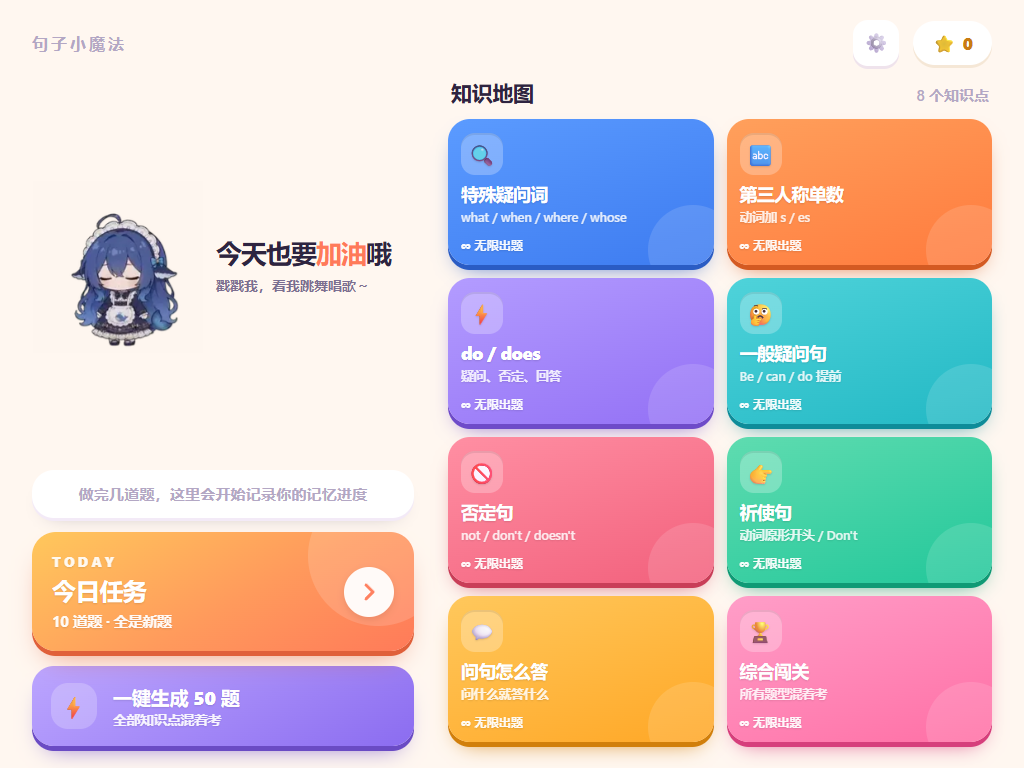 句子小魔法
0
今天也要加油哦
戳戳我，看我跳舞唱歌～
做完几道题，这里会开始记录你的记忆进度
TODAY
今日任务
10 道题 · 全是新题
一键生成 50 题
全部知识点混着考
知识地图
8 个知识点
特殊疑问词
what / when / where / whose
∞ 无限出题
abc
第三人称单数
动词加 s / es
∞ 无限出题
do / does
疑问、否定、回答
∞ 无限出题
一般疑问句
Be / can / do 提前
∞ 无限出题
否定句
not / don't / doesn't
∞ 无限出题
祈使句
动词原形开头 / Don't
∞ 无限出题
问句怎么答
问什么就答什么
∞ 无限出题
综合闯关
所有题型混着考
∞ 无限出题